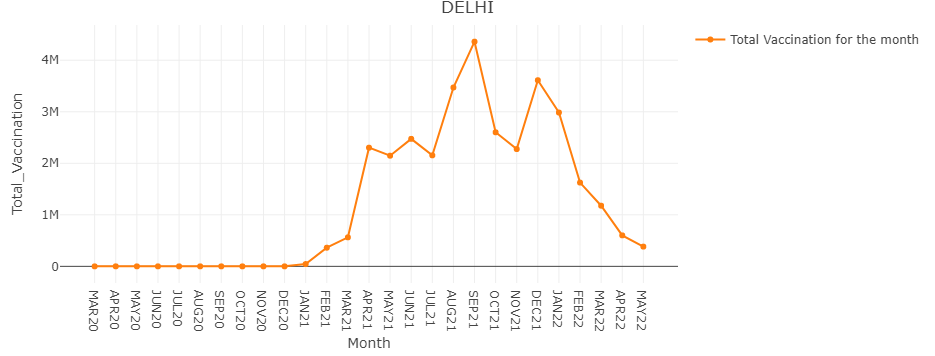 DELHI
Total Vaccination for the month
Total_Vaccination
4M
3M
2M
1M
0
MAR20
APR20
MAY20
JUN20
JUL20
AUG20
SEP20
OCT20
NOV20
DEC20
JAN21
FEB21
MAR21
APR21
MAY21
JUN21
JUL21
AUG21
SEP21
OCT21
NOV21
DEC21
JAN22
FEB22
MAR22
APR22
MAY22
Month